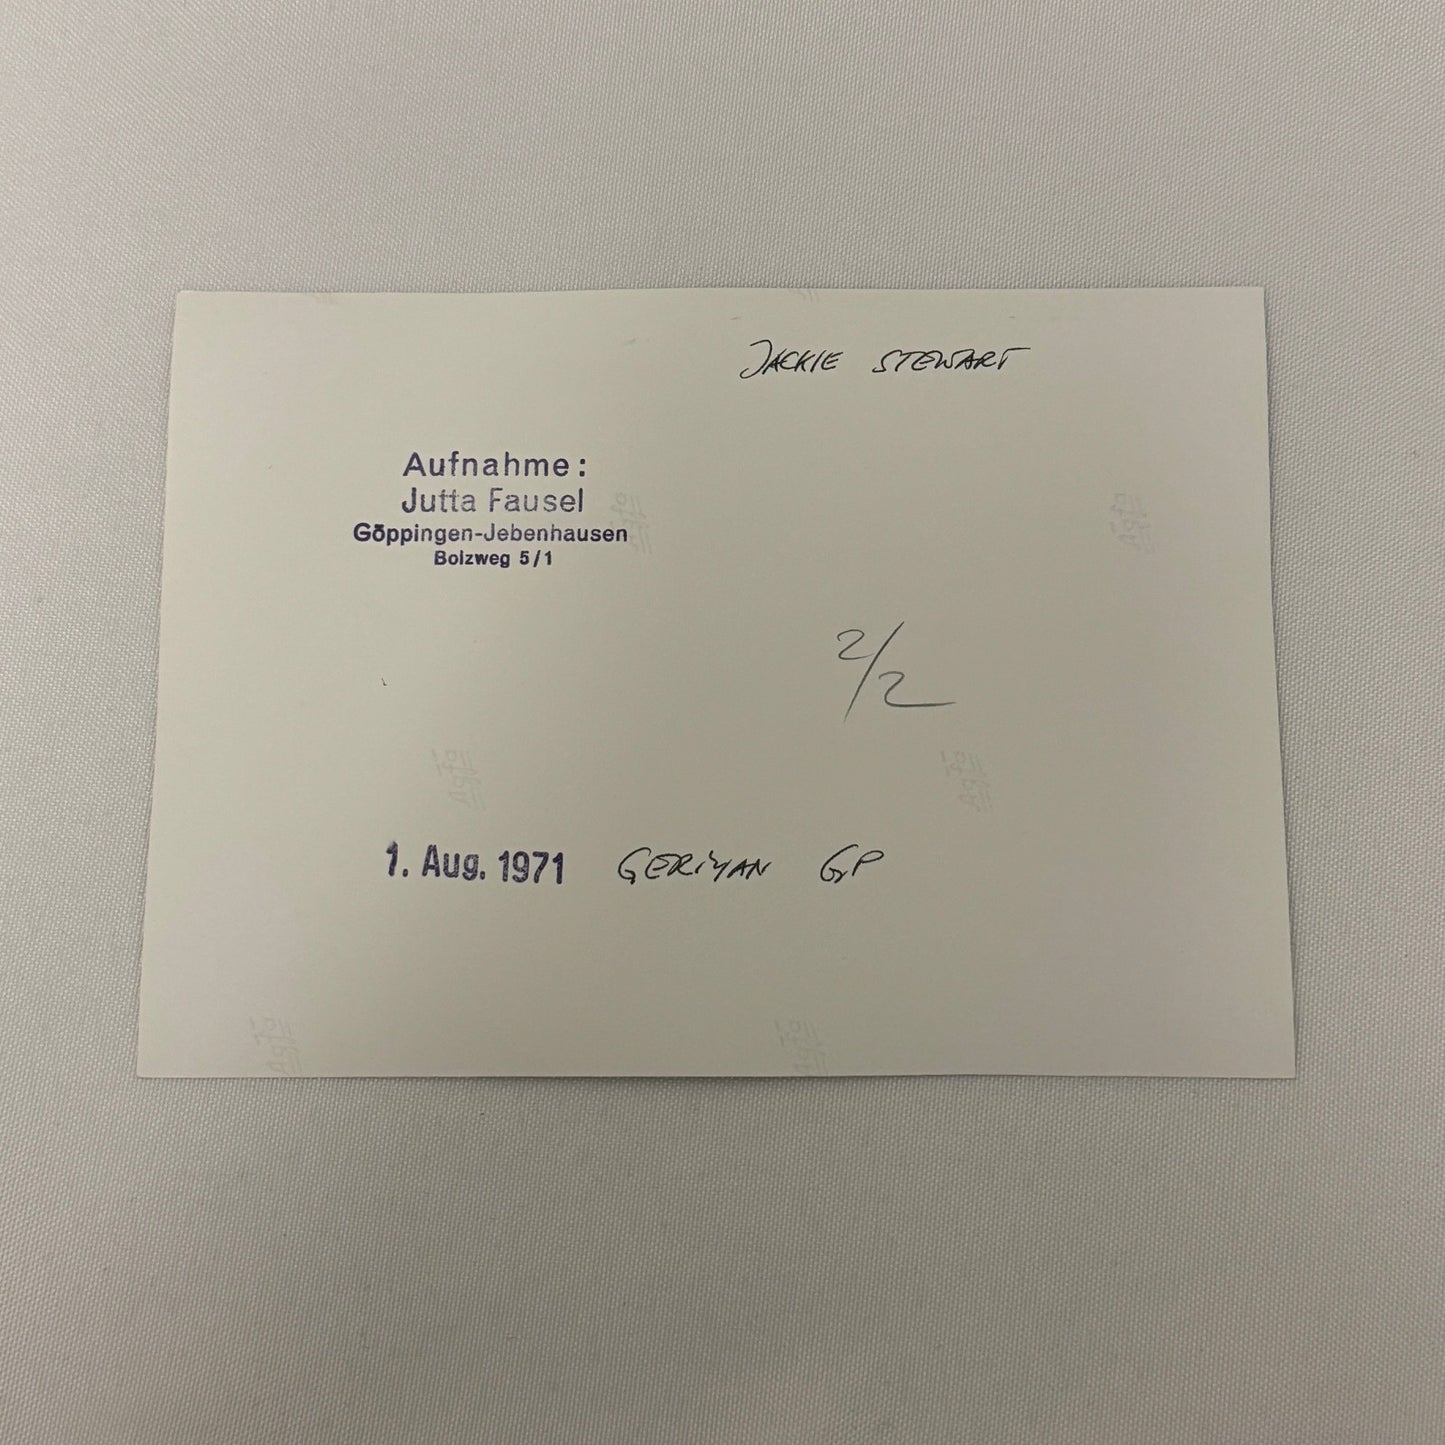 JACKIE STEWART
Aufnahme:
Jutta Fausel
Göppingen-Jebenhausen
Bolzweg 5/1
2/2
1. Aug. 1971 GERMAN GP